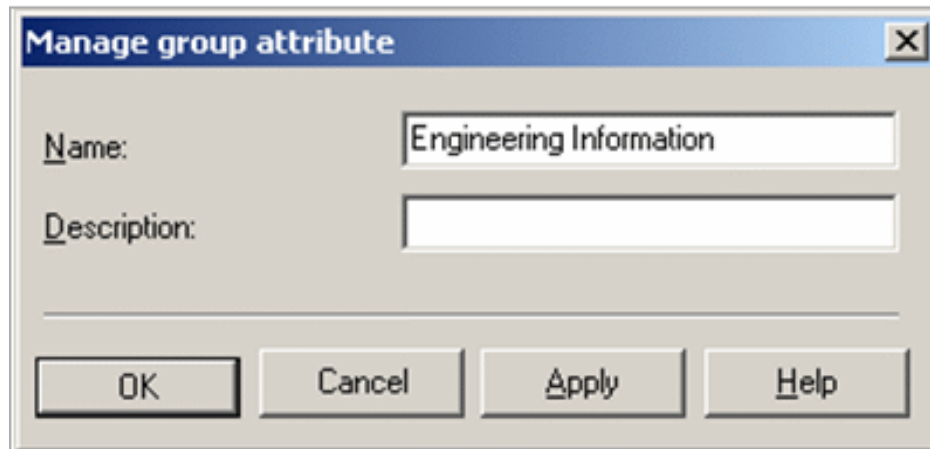 Manage group attribute
Name: Engineering Information
Description:
OK Cancel Apply Help